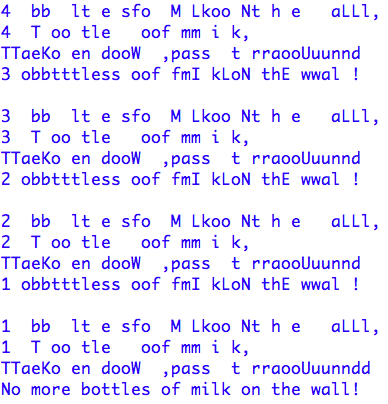 4  bb  lt e sfo  M Lkoo Nt h e   aLLl,
4  T oo tle   oof mm i k,
TTaeKo en dooW  ,pass  t rraooUuunnd
3 obbtttless oof fmI kLoN thE wwal !

3  bb  lt e sfo  M Lkoo Nt h e   aLLl,
3  T oo tle   oof mm i k,
TTaeKo en dooW  ,pass  t rraooUuunnd
2 obbtttless oof fmI kLoN thE wwal !

2  bb  lt e sfo  M Lkoo Nt h e   aLLl,
2  T oo tle   oof mm i k,
TTaeKo en dooW  ,pass  t rraooUuunnd
1 obbtttless oof fmI kLoN thE wwal !

1  bb  lt e sfo  M Lkoo Nt h e   aLLl,
1  T oo tle   oof mm i k,
TTaeKo en dooW  ,pass  t rraooUuunndd
No more bottles of milk on the wall!